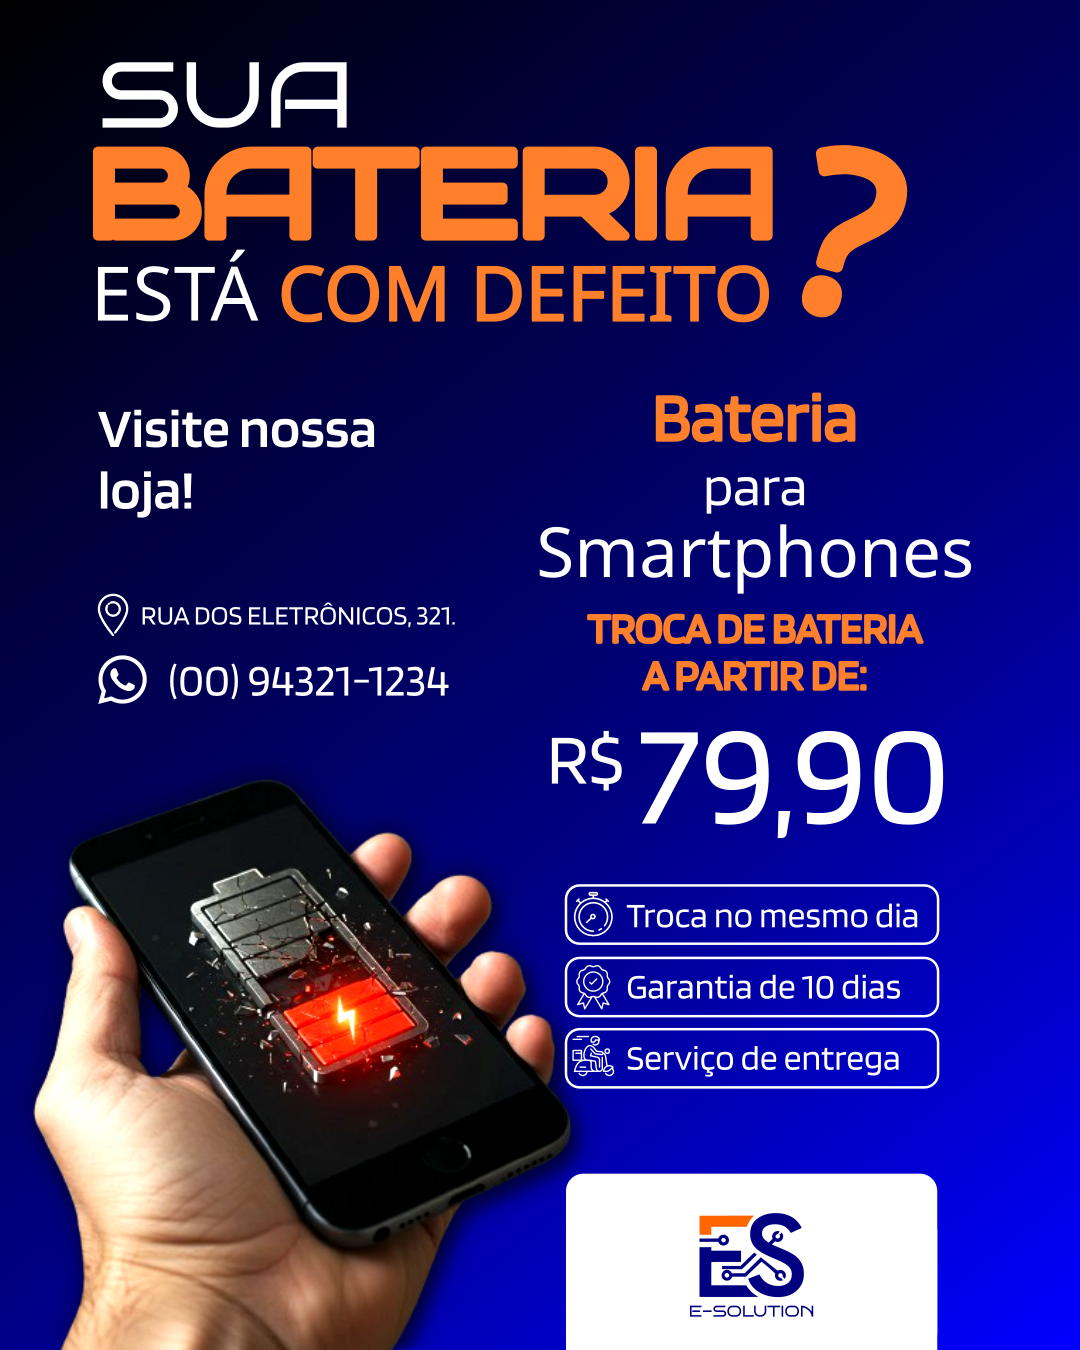 SUA
BATERIA?
ESTÁ COM DEFEITO
Visite nossa
loja!
RUA DOS ELETRÔNICOS, 321.
(00) 94321-1234
Bateria
para
Smartphones
TROCA DE BATERIA
A PARTIR DE:
R$ 79,90
Troca no mesmo dia
Garantia de 10 dias
Serviço de entrega
ES
E-SOLUTION